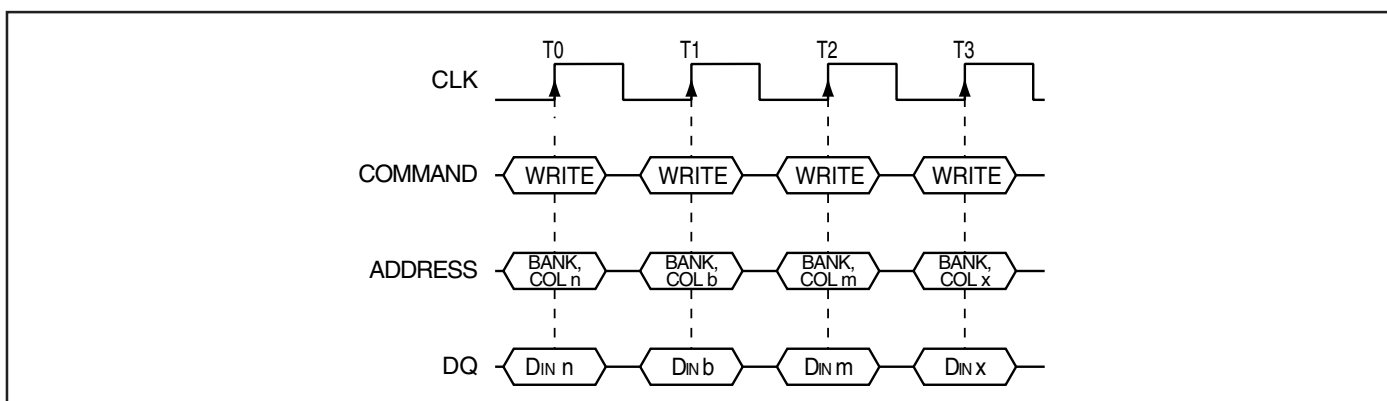 T0 T1 T2 T3
CLK
COMMAND WRITE WRITE WRITE WRITE
ADDRESS BANK, COL n BANK, COL b BANK, COL m BANK, COL x
DQ DIN n DIN b DIN m DIN x